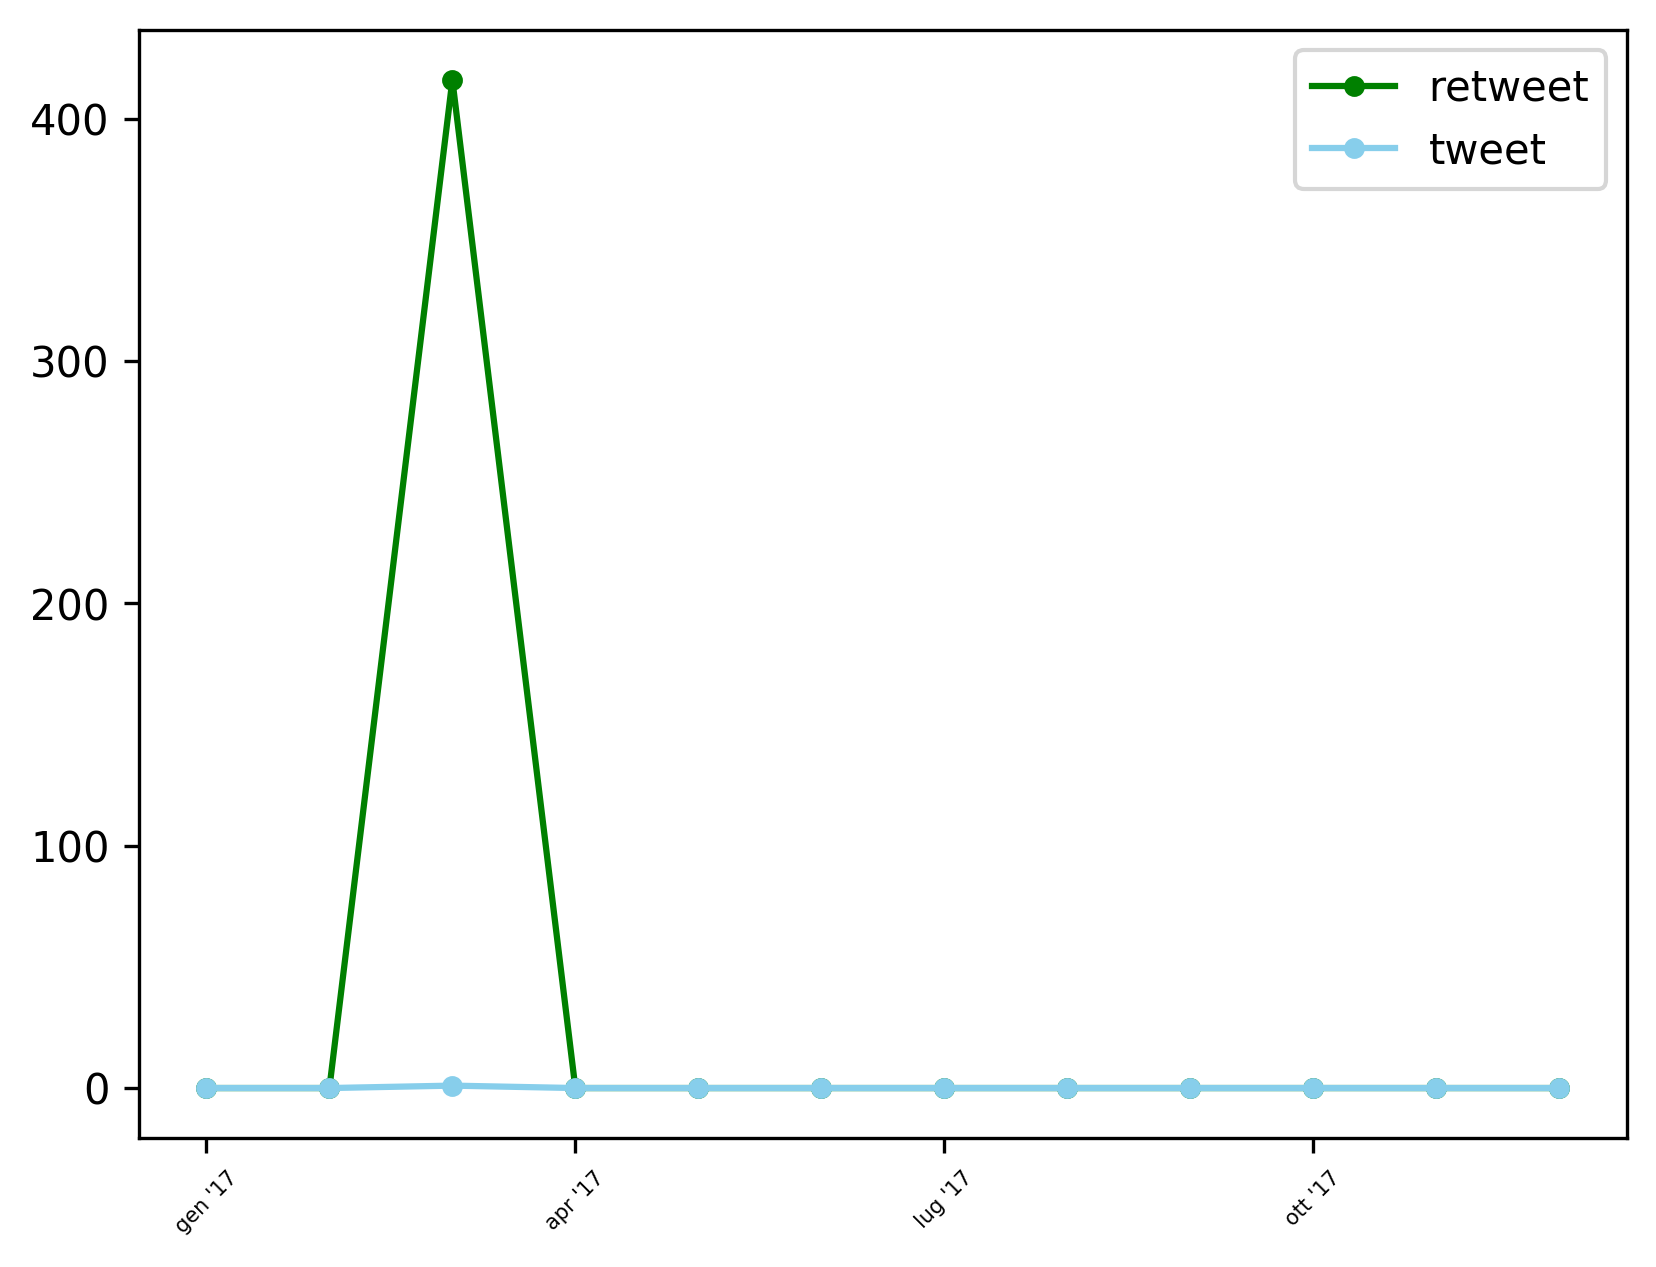 retweet
tweet
400
300
200
100
0
gen '17
apr '17
lug '17
ott '17